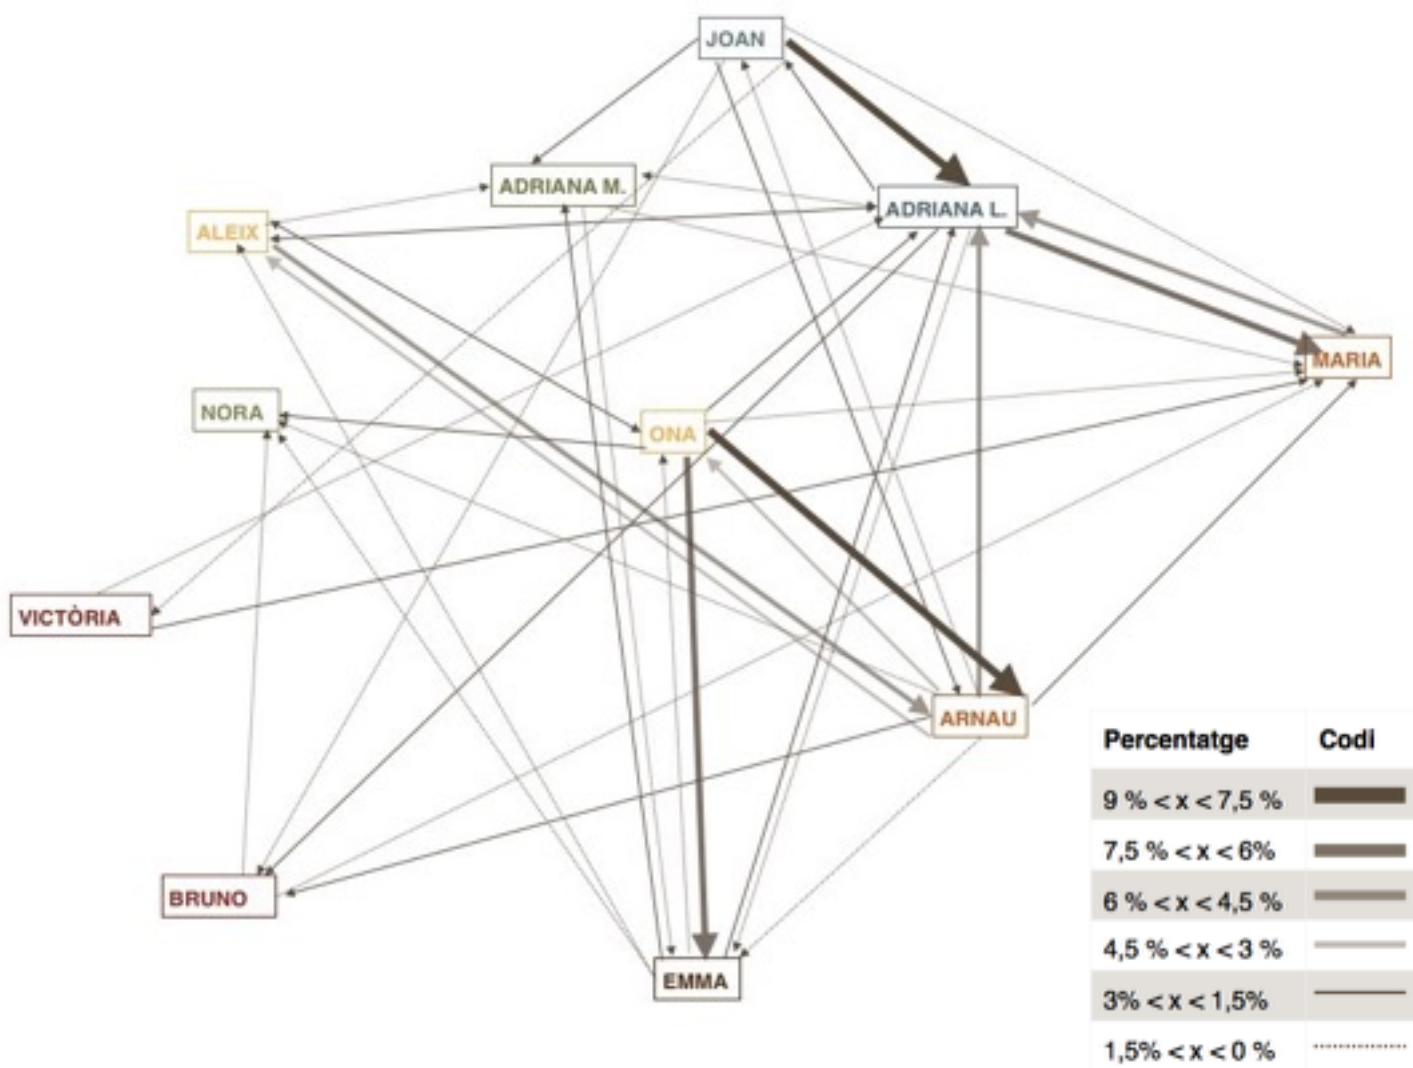 JOAN
ADRIANA M.
ADRIANA L.
ALEIX
MARIA
NORA
ONA
VICTÒRIA
ARNAU
BRUNO
EMMA
Percentatge Codi
9 % < x < 7,5 %
7,5 % < x < 6%
6 % < x < 4,5 %
4,5 % < x < 3 %
3% < x < 1,5%
1,5% < x < 0 %